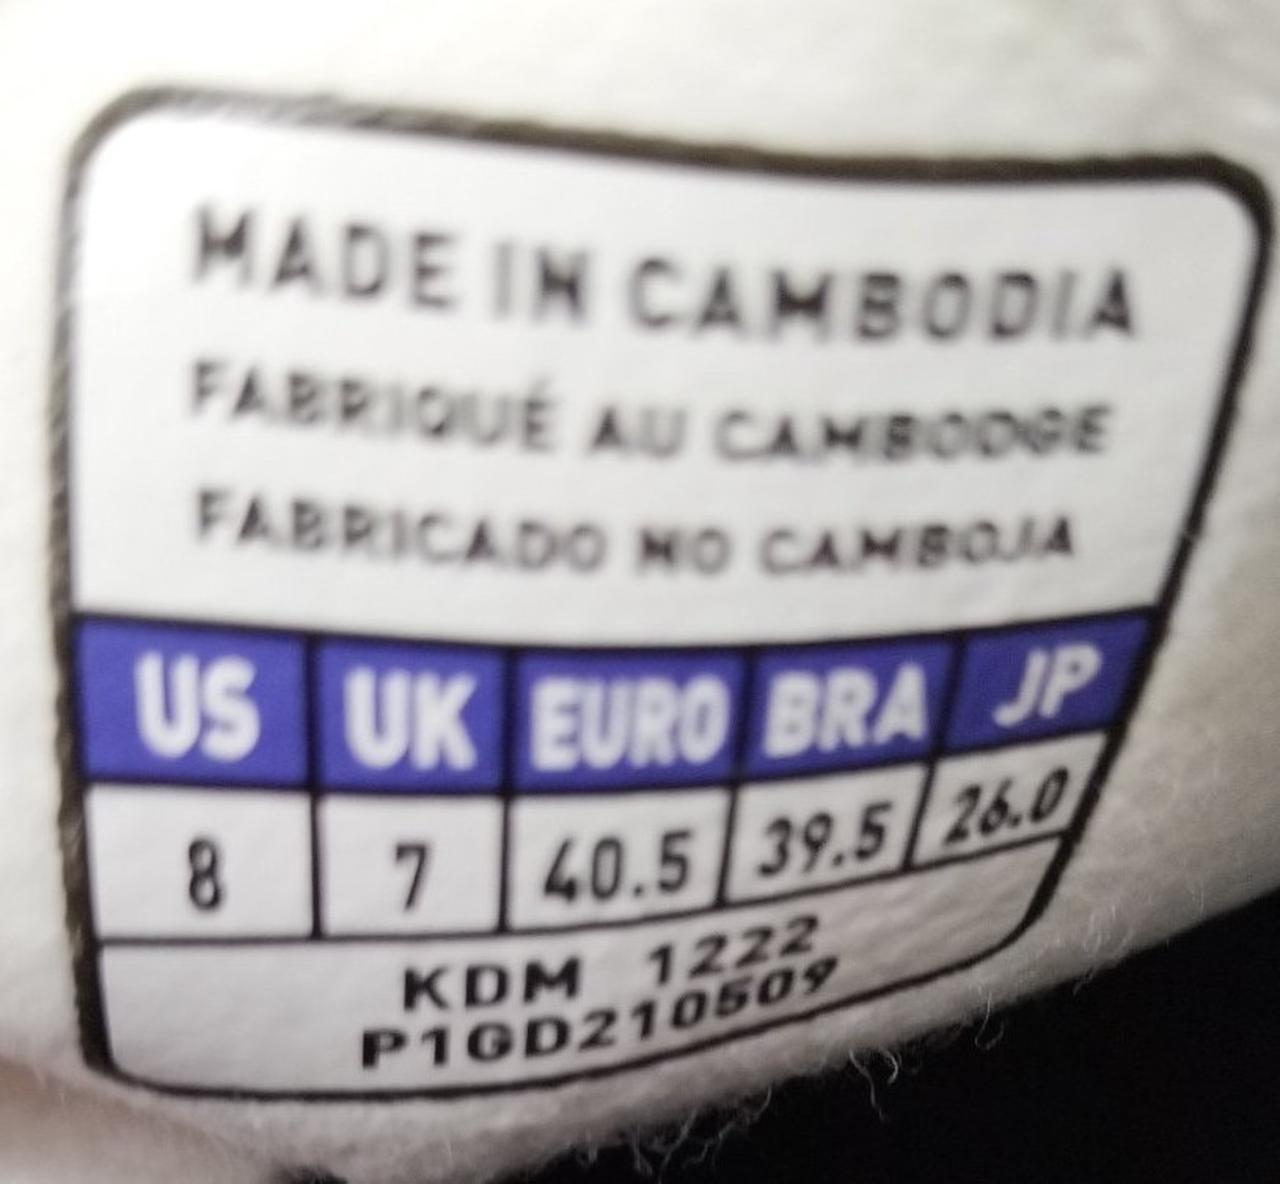 MADE IN CAMBODIA
FABRIQUÉ AU CAMBODGE
FABRICADO NO CAMBOJA
US UK EURO BRA JP
8 7 40.5 39.5 26.0
KDM 1222
P1GD210509